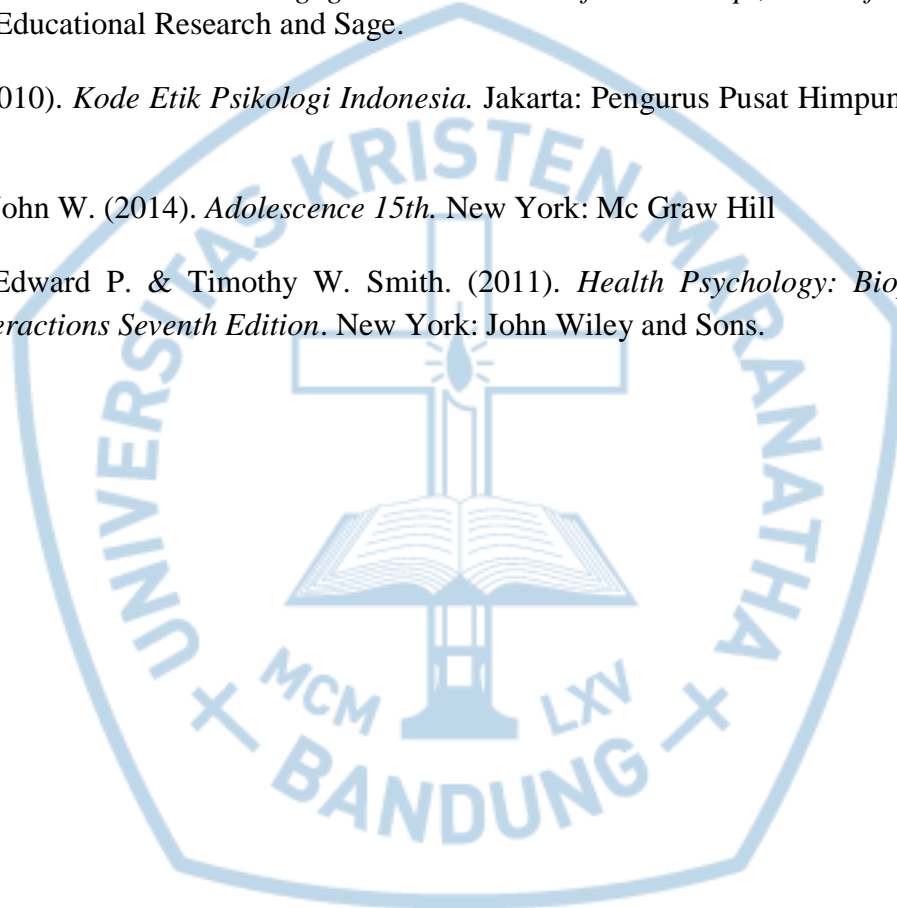 Educational Research and Sage.
010). Kode Etik Psikologi Indonesia. Jakarta: Pengurus Pusat Himpun
ohn W. (2014). Adolescence 15th. New York: Mc Graw Hill
Edward P. & Timothy W. Smith. (2011). Health Psychology: Biop
eractions Seventh Edition. New York: John Wiley and Sons.
UNIVERSITAS KRISTEN MARANATHA
MCM LXV
BANDUNG